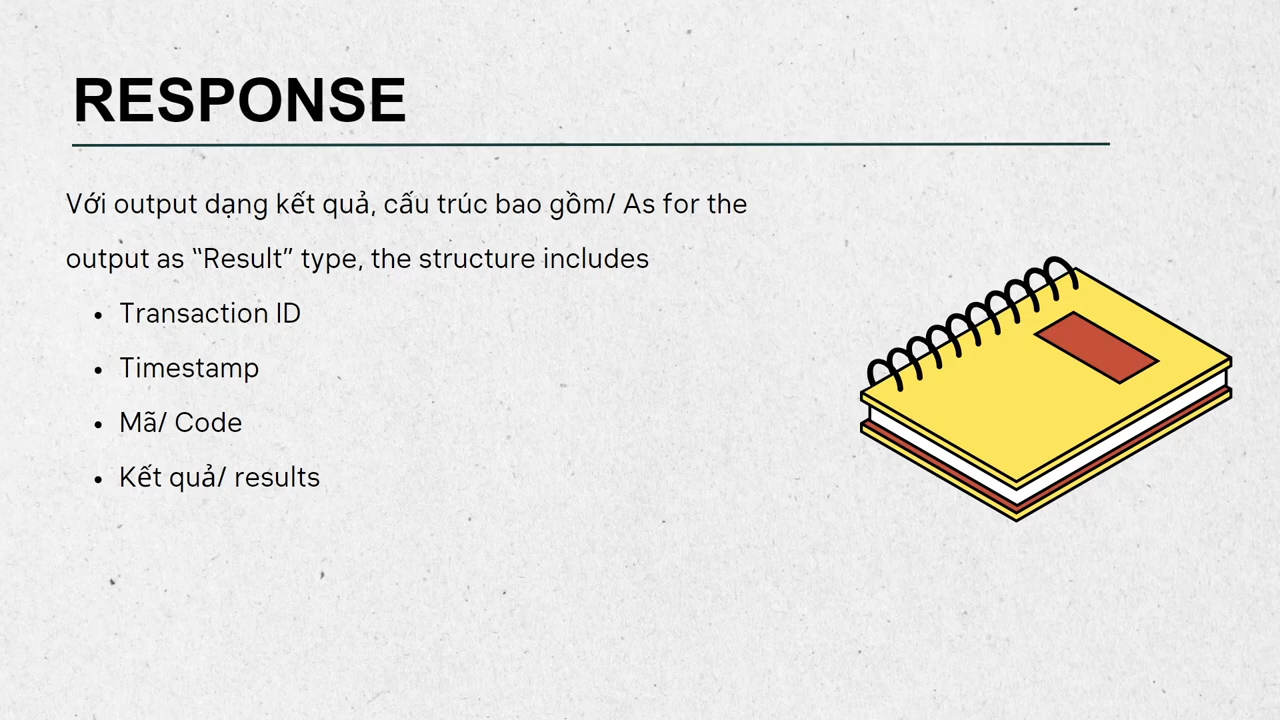 RESPONSE
Với output dạng kết quả, cấu trúc bao gồm/ As for the
output as “Result” type, the structure includes
• Transaction ID
• Timestamp
• Mã/ Code
• Kết quả/ results